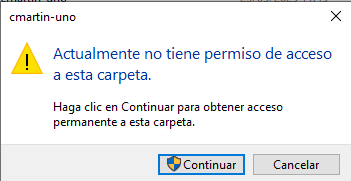 cmartin-uno
Actualmente no tiene permiso de acceso
a esta carpeta.
Haga clic en Continuar para obtener acceso
permanente a esta carpeta.
Continuar
Cancelar